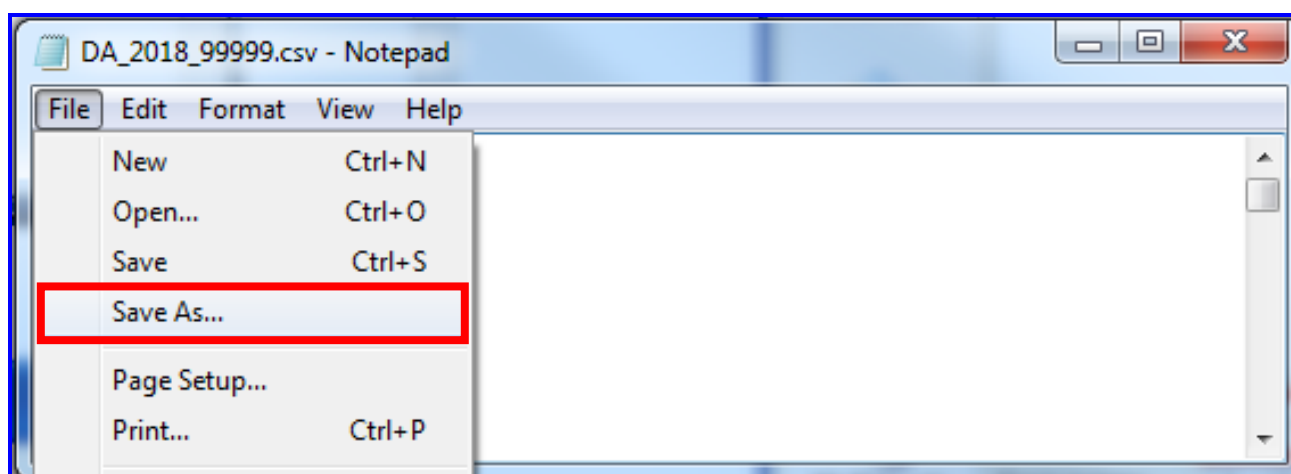 DA_2018_99999.csv - Notepad
File Edit Format View Help
New Ctrl+N
Open... Ctrl+O
Save Ctrl+S
Save As...
Page Setup...
Print... Ctrl+P